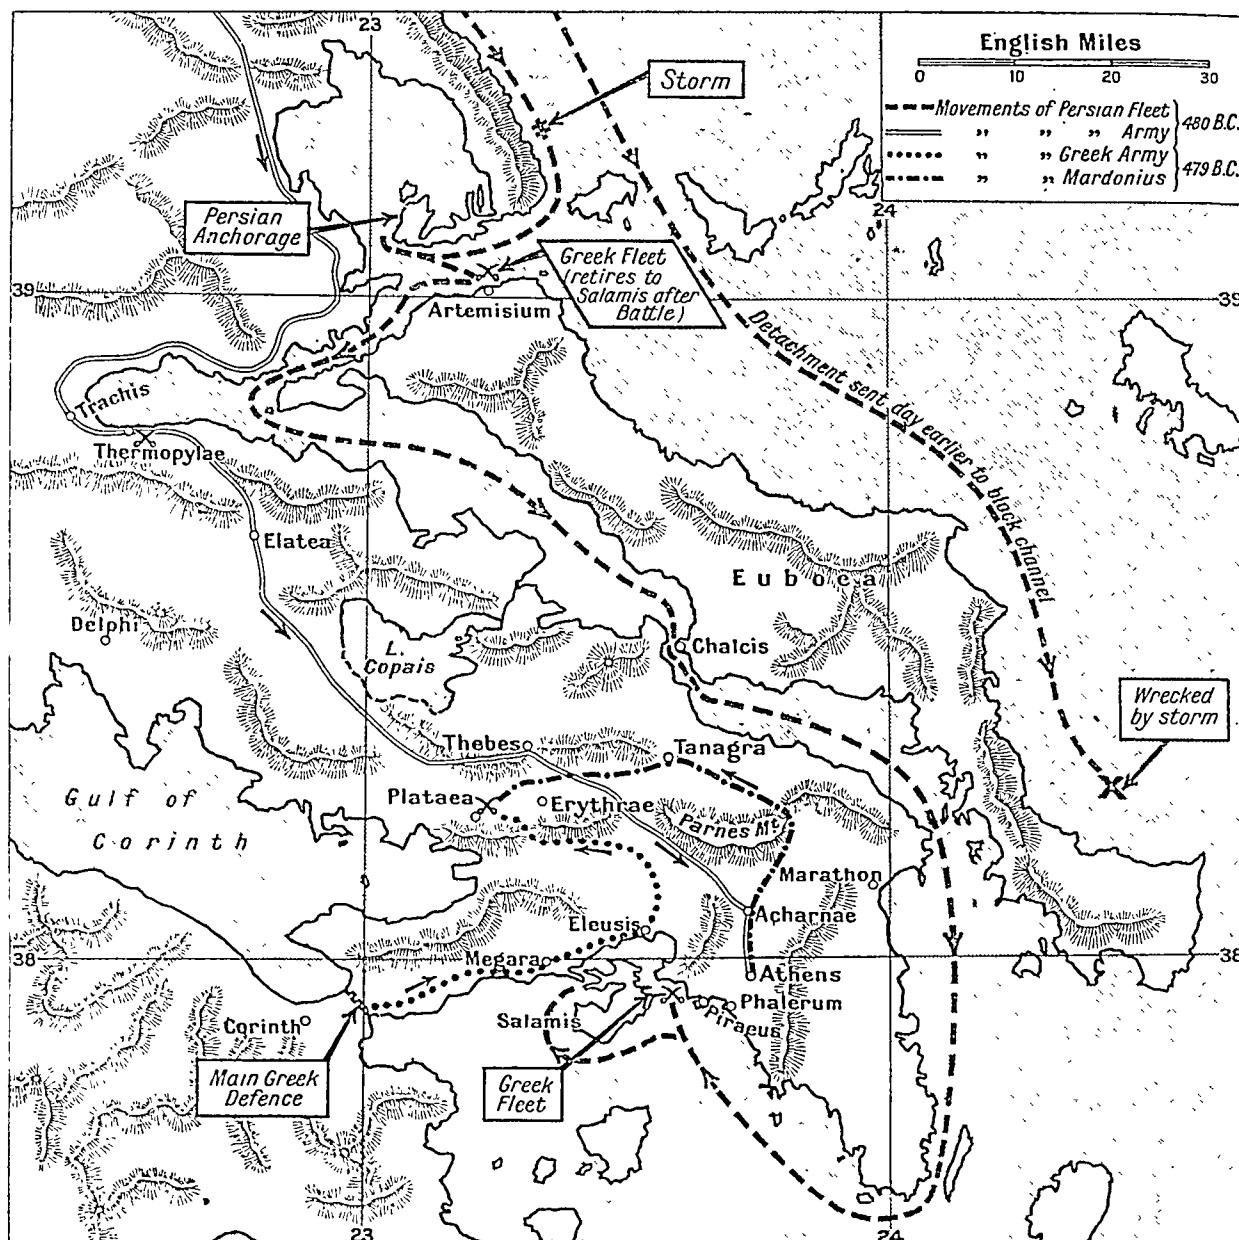 23
English Miles
0 10 20 30
Movements of Persian Fleet
" " " Army
480 B.C.
" " Greek Army
" " Mardonius
479 B.C.
Storm
24
Persian
Anchorage
Greek Fleet
(retires to
Salamis after
Battle)
39
39
Artemisium
Detachment sent day earlier to block channel
Trachis
Thermopylae
Elatea
Euboea
Delphi
L.
Copais
Chalcis
Wrecked
by storm
Thebes
Tanagra
Gulf of
Corinth
Plataea
Erythrae
Parnes Mt.
Marathon
Acharnae
Eleusis
38
38
Megara
Athens
Phalerum
Piraeus
Salamis
Corinth
Main Greek
Defence
Greek
Fleet
23
24